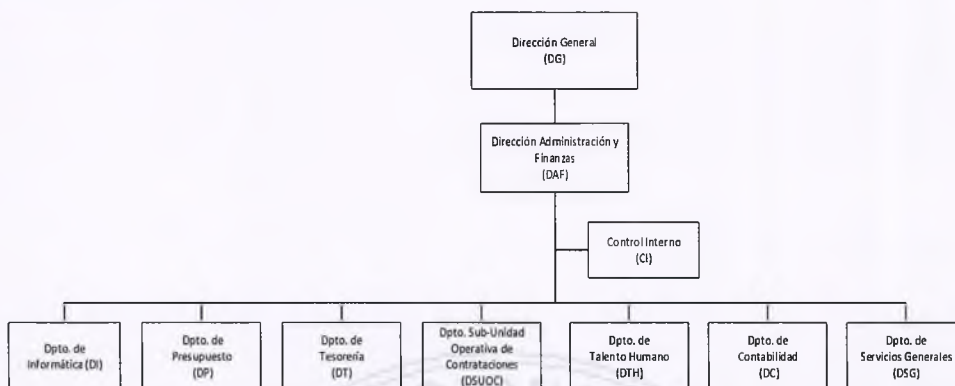 Dirección General
(DG)
Dirección Administración y
Finanzas
(DAF)
Control Interno
(CI)
Dpto. de
Informática (DI)
Dpto. de
Presupuesto
(DP)
Dpto. de
Tesorería
(DT)
Dpto. Sub-Unidad
Operativa de
Contrataciones
(DSUOC)
Dpto. de
Talento Humano
(DTH)
Dpto. de
Contabilidad
(DC)
Dpto. de
Servicios Generales
(DSG)